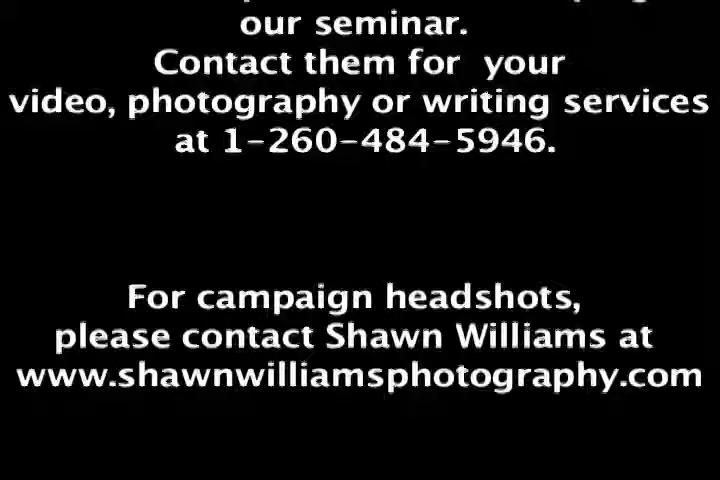 our seminar.
Contact them for  your
video, photography or writing services
at 1-260-484-5946.
For campaign headshots,
please contact Shawn Williams at
www.shawnwilliamsphotography.com